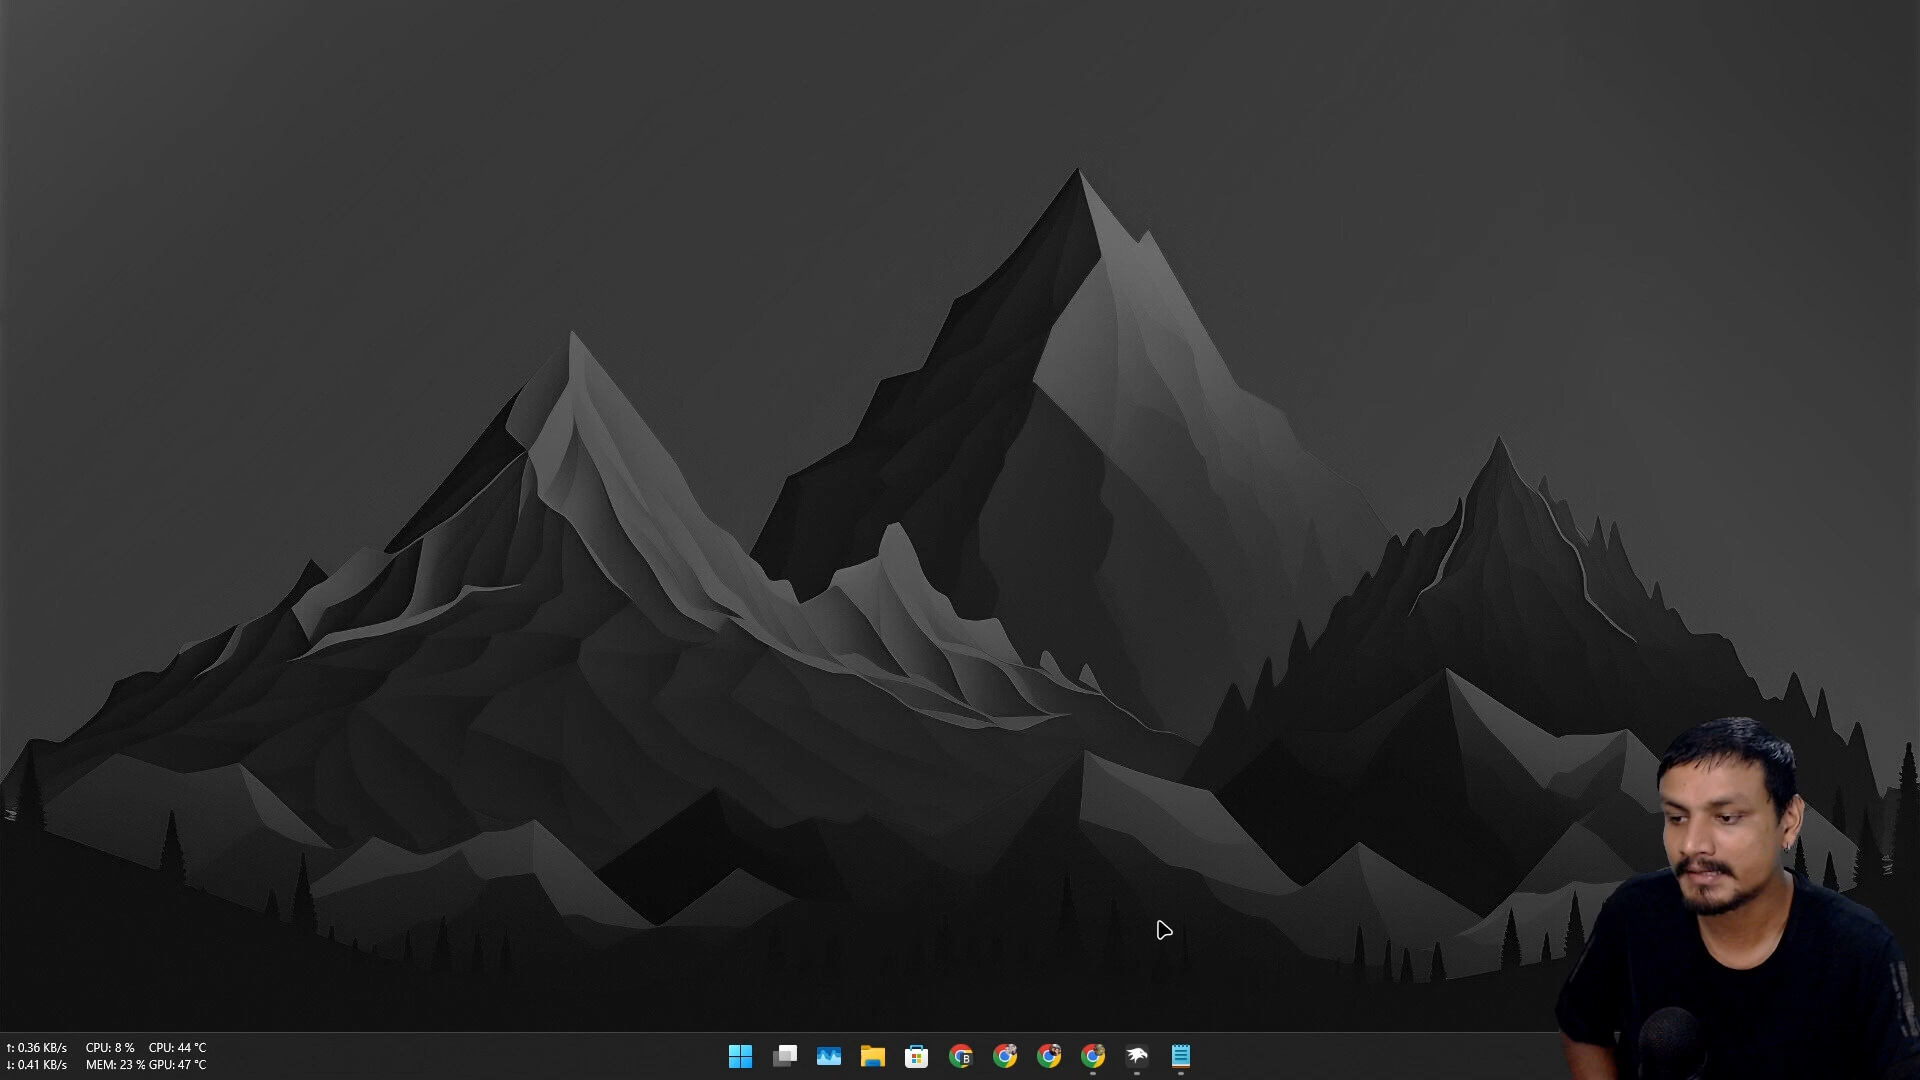 ↑: 0.36 KB/s CPU: 8 % CPU: 44 °C
↓: 0.41 KB/s MEM: 23 % GPU: 47 °C
B